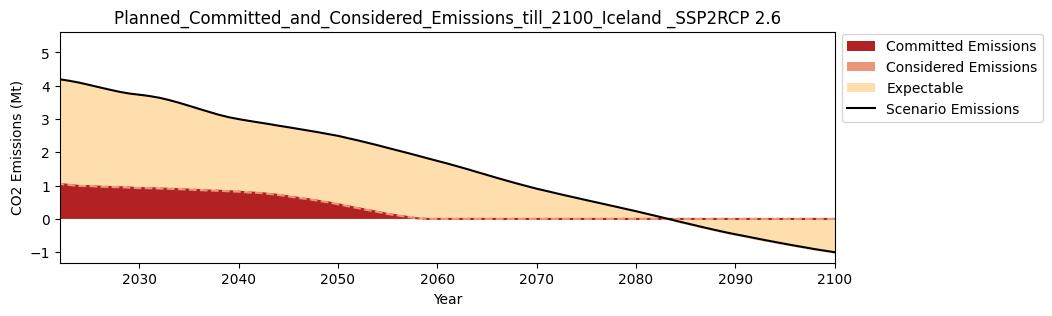 Planned_Committed_and_Considered_Emissions_till_2100_Iceland _SSP2RCP 2.6
Committed Emissions
Considered Emissions
Expectable
Scenario Emissions
CO2 Emissions (Mt)
5
4
3
2
1
0
−1
2030 2040 2050 2060 2070 2080 2090 2100
Year